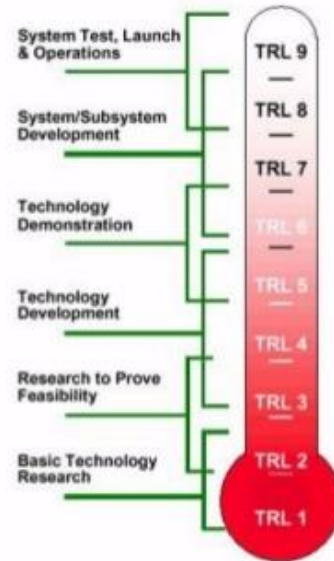 System Test, Launch
& Operations
System/Subsystem
Development
Technology
Demonstration
Technology
Development
Research to Prove
Feasibility
Basic Technology
Research
TRL 9
TRL 8
TRL 7
TRL 6
TRL 5
TRL 4
TRL 3
TRL 2
TRL 1